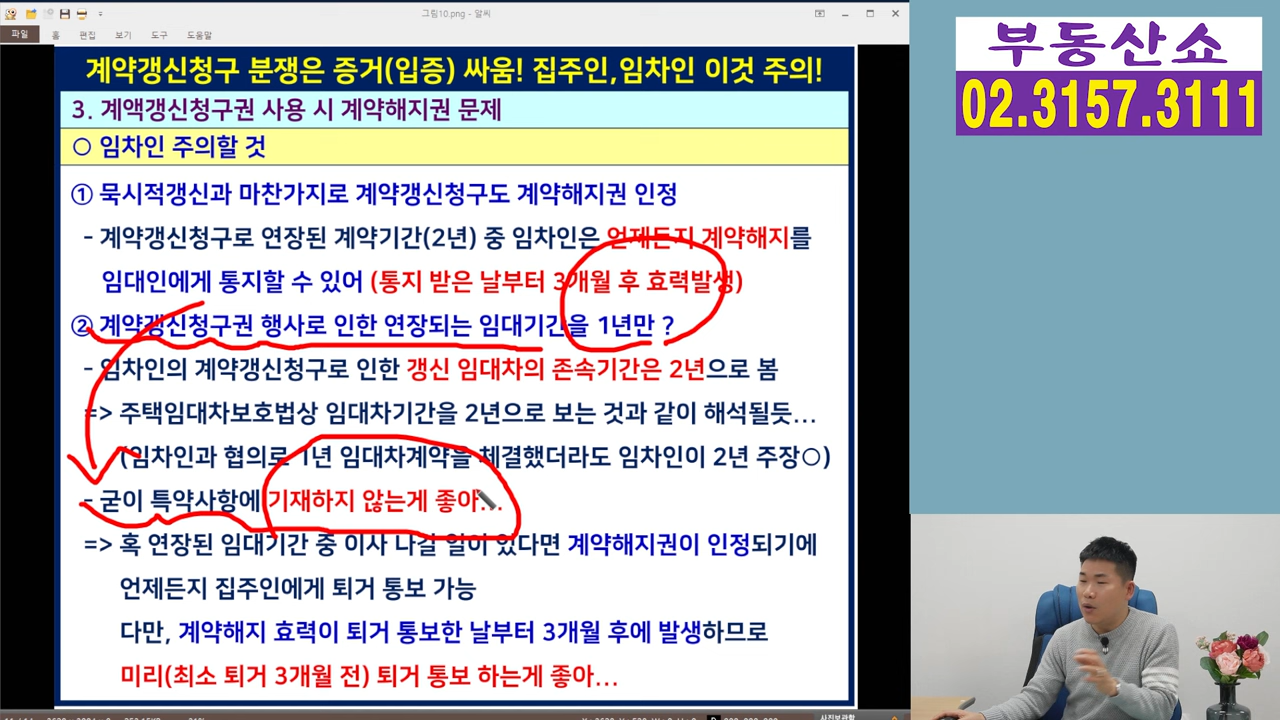 그림10.png - 알씨
파일 홈 편집 보기 도구 도움말
부동산쇼
02.3157.3111
계약갱신청구 분쟁은 증거(입증) 싸움! 집주인,임차인 이것 주의!
3. 계액갱신청구권 사용 시 계약해지권 문제
○ 임차인 주의할 것
① 묵시적갱신과 마찬가지로 계약갱신청구도 계약해지권 인정
- 계약갱신청구로 연장된 계약기간(2년) 중 임차인은 언제든지 계약해지를
임대인에게 통지할 수 있어 (통지 받은 날부터 3개월 후 효력발생)
② 계약갱신청구권 행사로 인한 연장되는 임대기간을 1년만 ?
- 임차인의 계약갱신청구로 인한 갱신 임대차의 존속기간은 2년으로 봄
=> 주택임대차보호법상 임대차기간을 2년으로 보는 것과 같이 해석될듯...
(임차인과 협의로 1년 임대차계약을 체결했더라도 임차인이 2년 주장○)
- 굳이 특약사항에 기재하지 않는게 좋아...
=> 혹 연장된 임대기간 중 이사 나갈 일이 있다면 계약해지권이 인정되기에
언제든지 집주인에게 퇴거 통보 가능
다만, 계약해지 효력이 퇴거 통보한 날부터 3개월 후에 발생하므로
미리(최소 퇴거 3개월 전) 퇴거 통보 하는게 좋아...